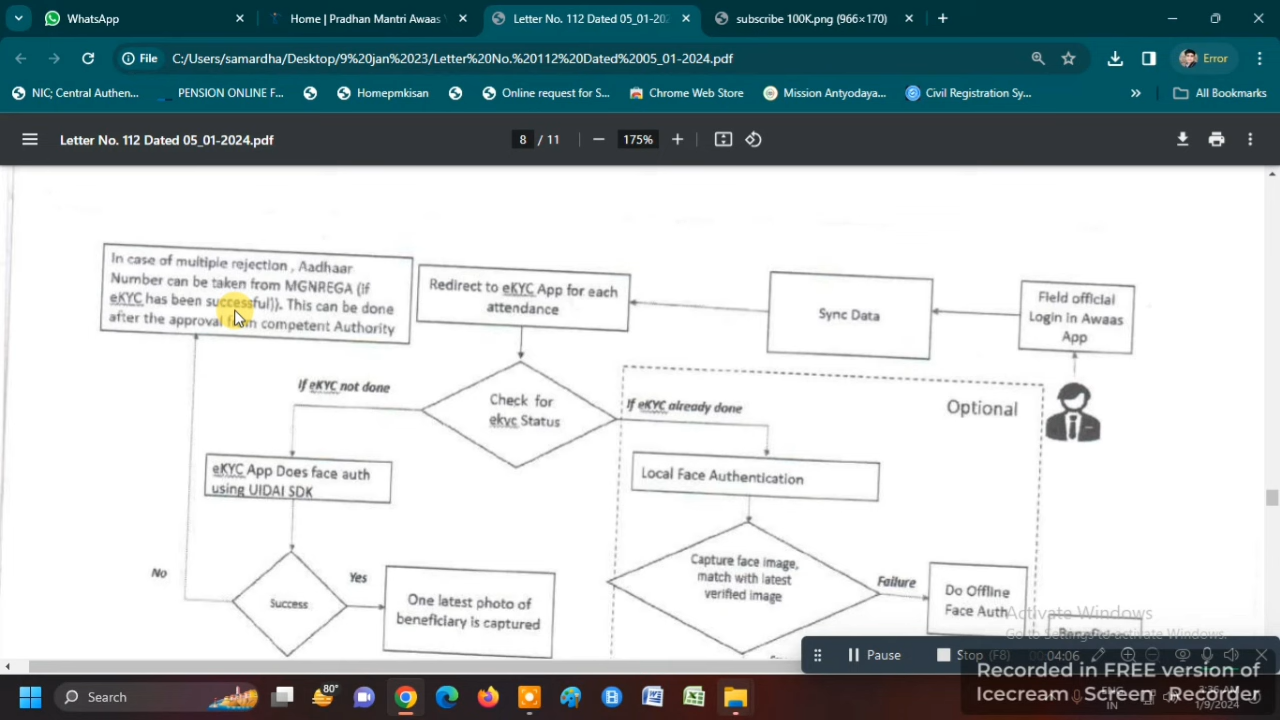 WhatsApp
Home | Pradhan Mantri Awaas Y
Letter No. 112 Dated 05_01-202
subscribe 100K.png (966×170)
File
C:/Users/samardha/Desktop/9%20jan%2023/Letter%20No.%20112%20Dated%2005_01-2024.pdf
Error
NIC; Central Authen...
PENSION ONLINE F...
Homepmkisan
Online request for S...
Chrome Web Store
Mission Antyodaya...
Civil Registration Sy...
»
All Bookmarks
Letter No. 112 Dated 05_01-2024.pdf
8 / 11
175%
In case of multiple rejection , Aadhaar
Number can be taken from MGNREGA (if
eKYC has been successful)). This can be done
after the approval from competent Authority
Redirect to eKYC App for each
attendance
Sync Data
Field official
Login in Awaas
App
If eKYC not done
Check for
ekyc Status
If eKYC already done
Optional
eKYC App Does face auth
using UIDAI SDK
Local Face Authentication
No
Success
Yes
One latest photo of
beneficiary is captured
Capture face image,
match with latest
verified image
Failure
Do Offline
Face Auth
Activate Windows
Go to Settings to activate Windows.
Pause
Stop (F8)
04:06
Recorded in FREE version of
Icecream Screen Recorder
Search
80°
ENG
IN
1/9/2024